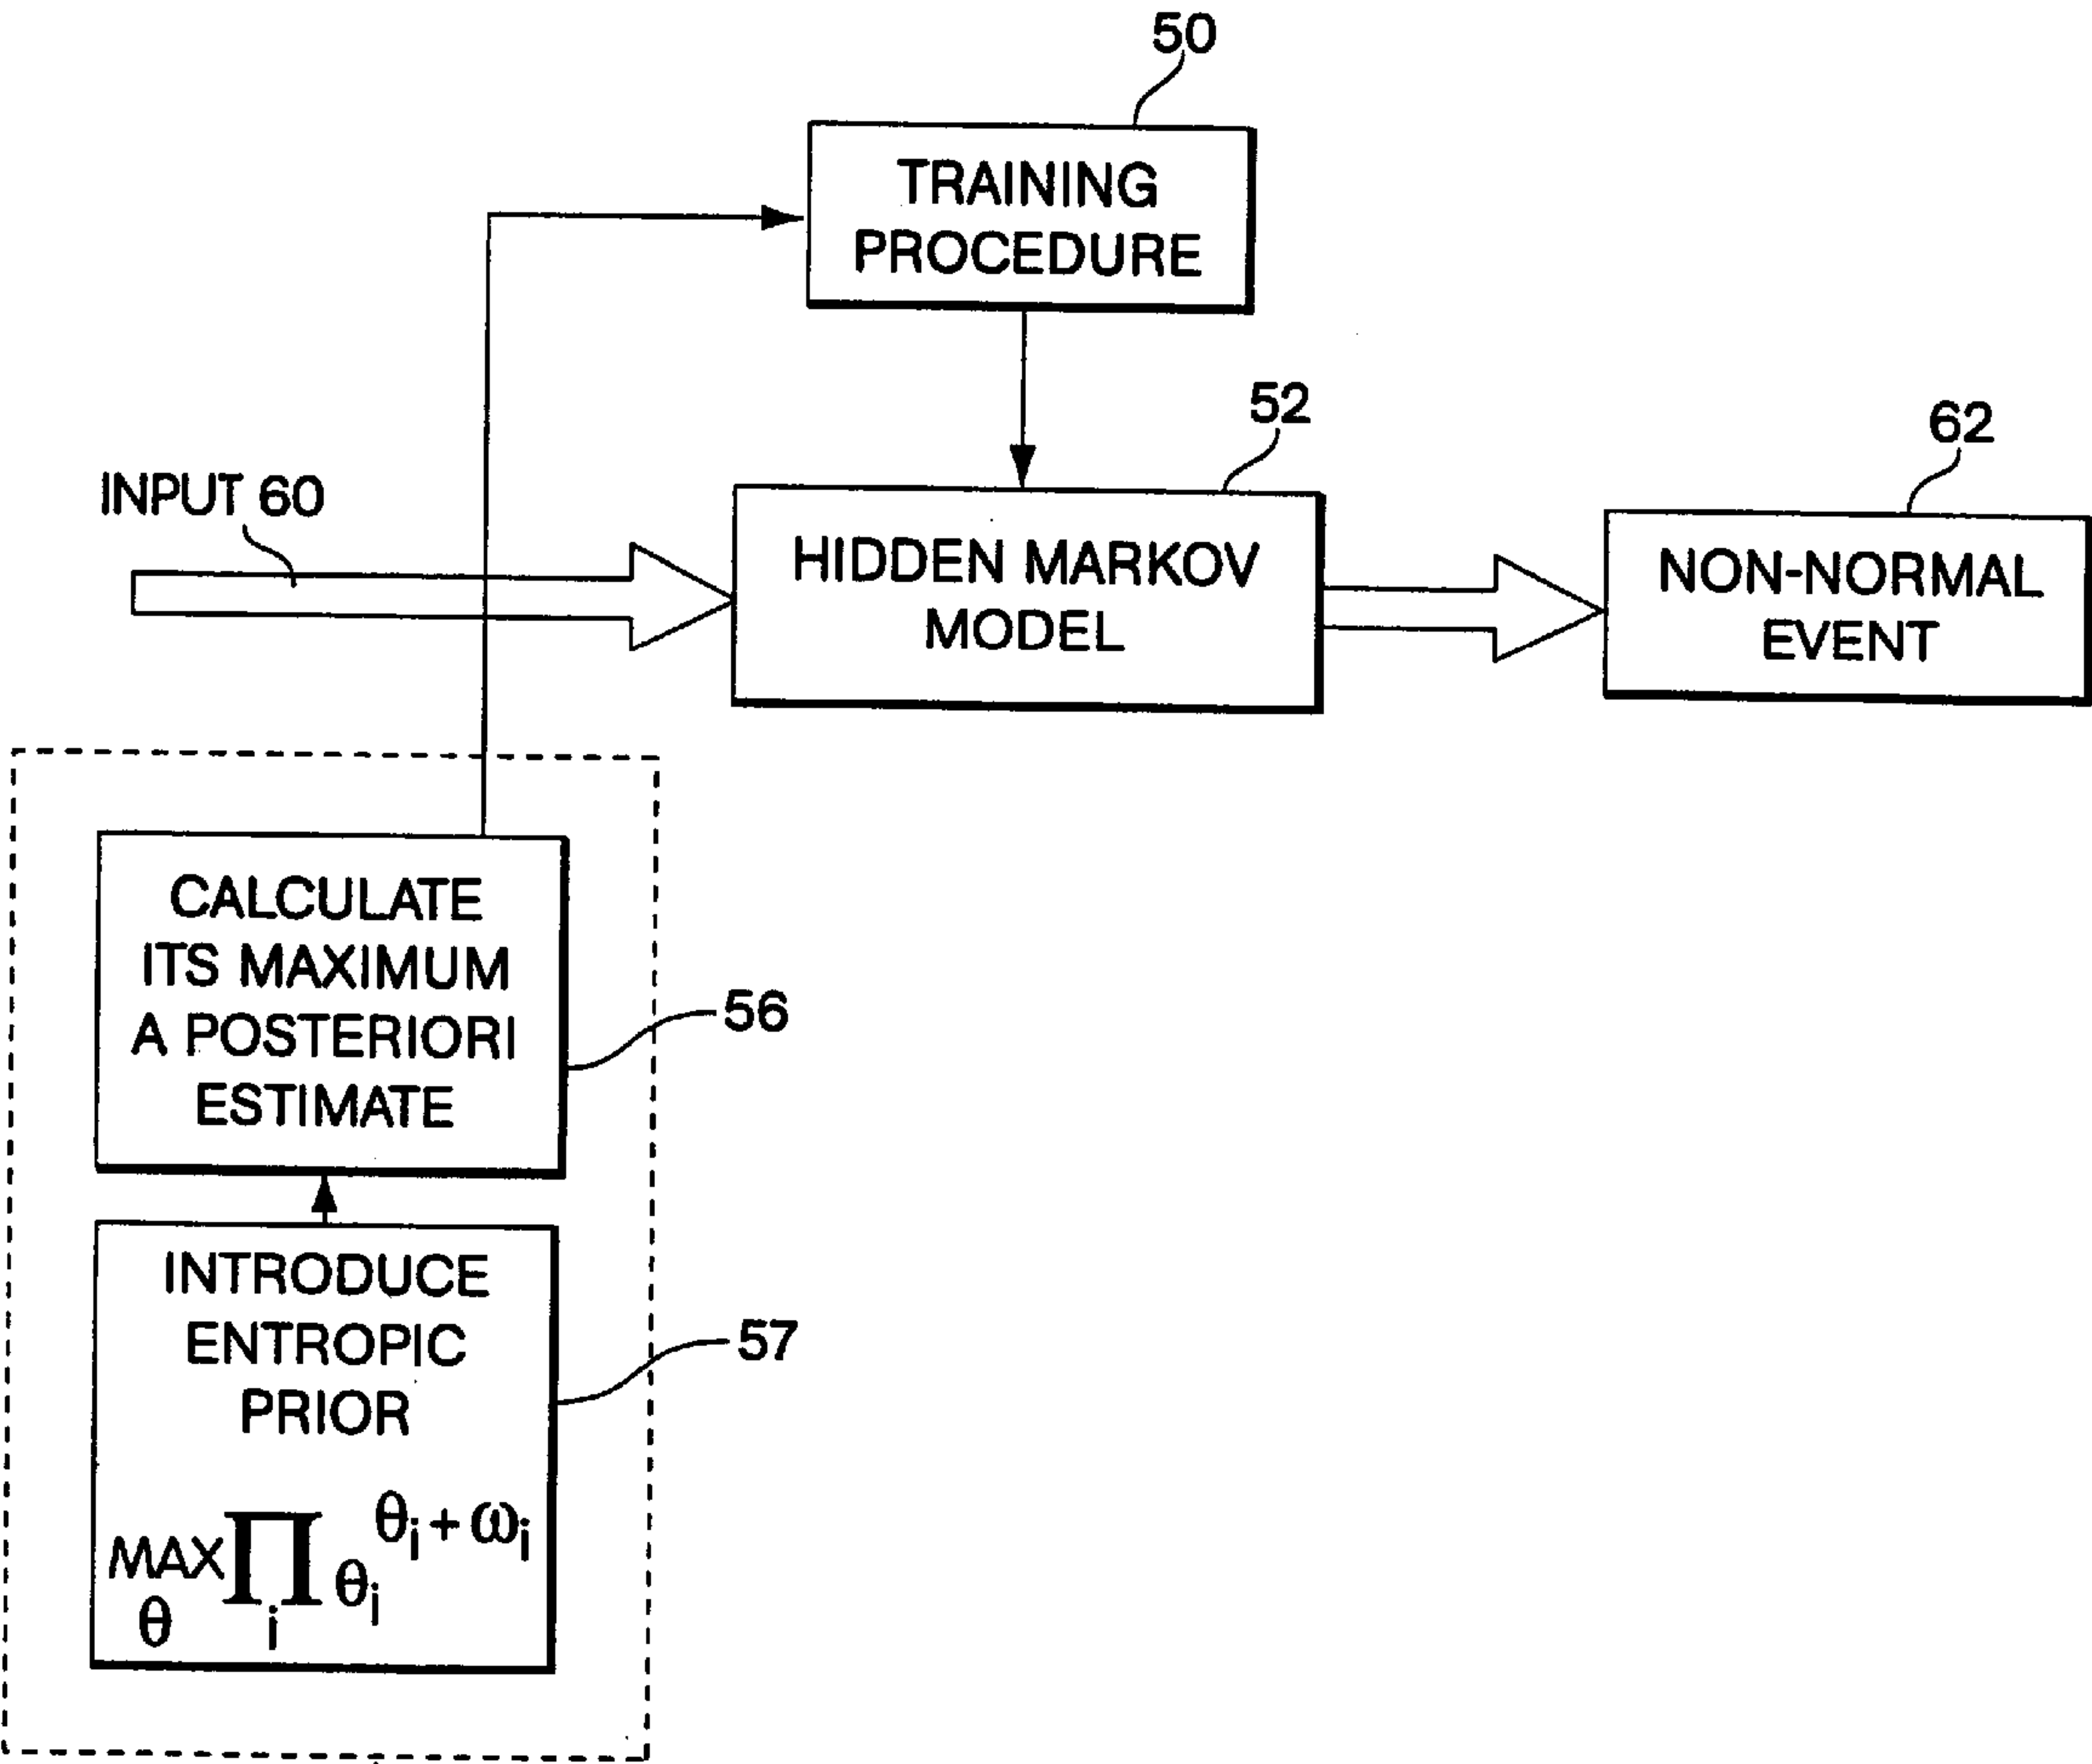 50
TRAINING
PROCEDURE
52
62
INPUT 60
HIDDEN MARKOV
MODEL
NON-NORMAL
EVENT
CALCULATE
ITS MAXIMUM
A POSTERIORI
ESTIMATE
56
INTRODUCE
ENTROPIC
PRIOR
57
MAX θ ∏ i θi θi + ωi